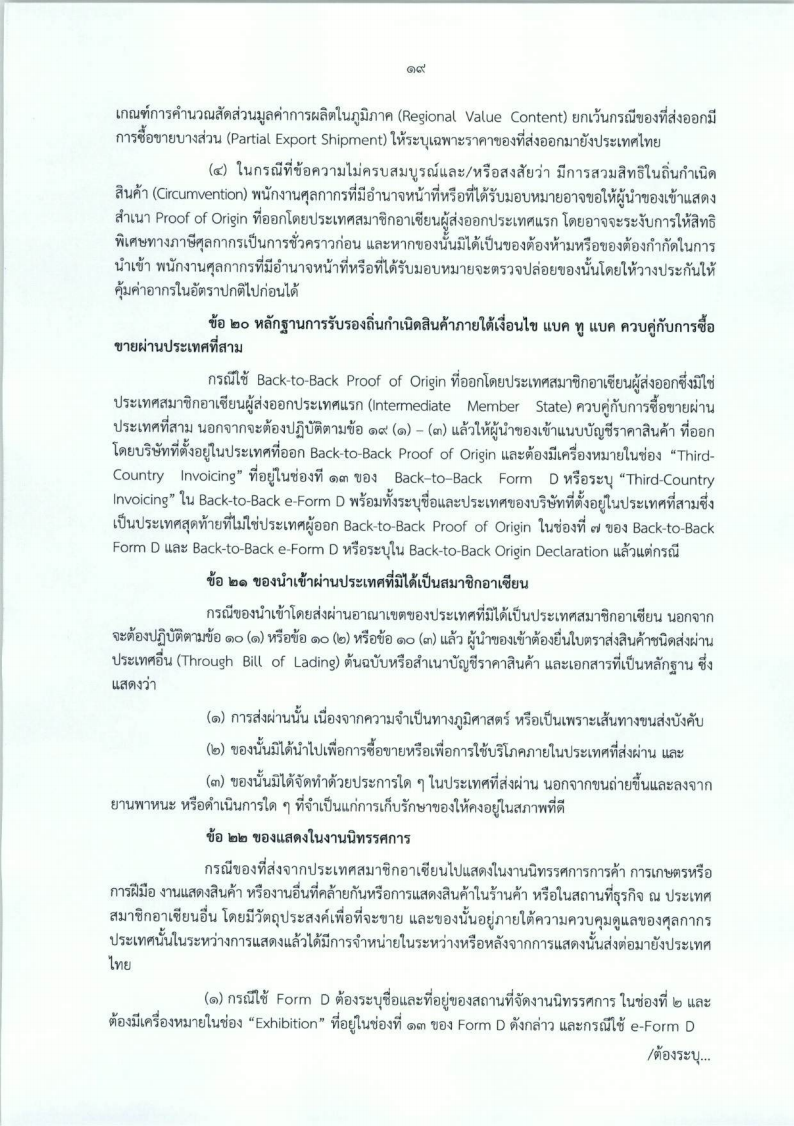 ๑๙
เกณฑ์การคำนวณสัดส่วนมูลค่าการผลิตในภูมิภาค (Regional Value Content) ยกเว้นกรณีของที่ส่งออกมี
การซื้อขายบางส่วน (Partial Export Shipment) ให้ระบุเฉพาะราคาของที่ส่งออกมายังประเทศไทย
(๔) ในกรณีที่ข้อความไม่ครบสมบูรณ์และ/หรือสงสัยว่า มีการสวมสิทธิในถิ่นกำเนิด
สินค้า (Circumvention) พนักงานศุลกากรที่มีอำนาจหน้าที่หรือที่ได้รับมอบหมายอาจขอให้ผู้นำของเข้าแสดง
สำเนา Proof of Origin ที่ออกโดยประเทศสมาชิกอาเซียนผู้ส่งออกประเทศแรก โดยอาจจะระงับการให้สิทธิ
พิเศษทางภาษีศุลกากรเป็นการชั่วคราวก่อน และหากของนั้นมิได้เป็นของต้องห้ามหรือของต้องกำกัดในการ
นำเข้า พนักงานศุลกากรที่มีอำนาจหน้าที่หรือที่ได้รับมอบหมายจะตรวจปล่อยของนั้นโดยให้วางประกันให้
คุ้มค่าอากรในอัตราปกติไปก่อนได้
ข้อ ๒๐ หลักฐานการรับรองถิ่นกำเนิดสินค้าภายใต้เงื่อนไข แบค ทู แบค ควบคู่กับการซื้อ
ขายผ่านประเทศที่สาม
กรณีใช้ Back-to-Back Proof of Origin ที่ออกโดยประเทศสมาชิกอาเซียนผู้ส่งออกซึ่งมิใช่
ประเทศสมาชิกอาเซียนผู้ส่งออกประเทศแรก (Intermediate Member State) ควบคู่กับการซื้อขายผ่าน
ประเทศที่สาม นอกจากจะต้องปฏิบัติตามข้อ ๑๙ (๑) – (๓) แล้วให้ผู้นำของเข้าแนบบัญชีราคาสินค้า ที่ออก
โดยบริษัทที่ตั้งอยู่ในประเทศที่ออก Back-to-Back Proof of Origin และต้องมีเครื่องหมายในช่อง “Third-
Country Invoicing” ที่อยู่ในช่องที่ ๑๓ ของ Back–to–Back Form D หรือระบุ “Third-Country
Invoicing” ใน Back-to-Back e-Form D พร้อมทั้งระบุชื่อและประเทศของบริษัทที่ตั้งอยู่ในประเทศที่สามซึ่ง
เป็นประเทศสุดท้ายที่ไม่ใช่ประเทศผู้ออก Back-to-Back Proof of Origin ในช่องที่ ๗ ของ Back-to-Back
Form D และ Back-to-Back e-Form D หรือระบุใน Back-to-Back Origin Declaration แล้วแต่กรณี
ข้อ ๒๑ ของนำเข้าผ่านประเทศที่มิได้เป็นสมาชิกอาเซียน
กรณีของนำเข้าโดยส่งผ่านอาณาเขตของประเทศที่มิได้เป็นประเทศสมาชิกอาเซียน นอกจาก
จะต้องปฏิบัติตามข้อ ๑๐ (๑) หรือข้อ ๑๐ (๒) หรือข้อ ๑๐ (๓) แล้ว ผู้นำของเข้าต้องยื่นใบตราส่งสินค้าชนิดส่งผ่าน
ประเทศอื่น (Through Bill of Lading) ต้นฉบับหรือสำเนาบัญชีราคาสินค้า และเอกสารที่เป็นหลักฐาน ซึ่ง
แสดงว่า
(๑) การส่งผ่านนั้น เนื่องจากความจำเป็นทางภูมิศาสตร์ หรือเป็นเพราะเส้นทางขนส่งบังคับ
(๒) ของนั้นมิได้นำไปเพื่อการซื้อขายหรือเพื่อการใช้บริโภคภายในประเทศที่ส่งผ่าน และ
(๓) ของนั้นมิได้จัดทำด้วยประการใด ๆ ในประเทศที่ส่งผ่าน นอกจากขนถ่ายขึ้นและลงจาก
ยานพาหนะ หรือดำเนินการใด ๆ ที่จำเป็นแก่การเก็บรักษาของให้คงอยู่ในสภาพที่ดี
ข้อ ๒๒ ของแสดงในงานนิทรรศการ
กรณีของที่ส่งจากประเทศสมาชิกอาเซียนไปแสดงในงานนิทรรศการการค้า การเกษตรหรือ
การฝีมือ งานแสดงสินค้า หรืองานอื่นที่คล้ายกันหรือการแสดงสินค้าในร้านค้า หรือในสถานที่ธุรกิจ ณ ประเทศ
สมาชิกอาเซียนอื่น โดยมีวัตถุประสงค์เพื่อที่จะขาย และของนั้นอยู่ภายใต้ความควบคุมดูแลของศุลกากร
ประเทศนั้นในระหว่างการแสดงแล้วได้มีการจำหน่ายในระหว่างหรือหลังจากการแสดงนั้นส่งต่อมายังประเทศ
ไทย
(๑) กรณีใช้ Form D ต้องระบุชื่อและที่อยู่ของสถานที่จัดงานนิทรรศการ ในช่องที่ ๒ และ
ต้องมีเครื่องหมายในช่อง “Exhibition” ที่อยู่ในช่องที่ ๑๓ ของ Form D ดังกล่าว และกรณีใช้ e-Form D
/ต้องระบุ...